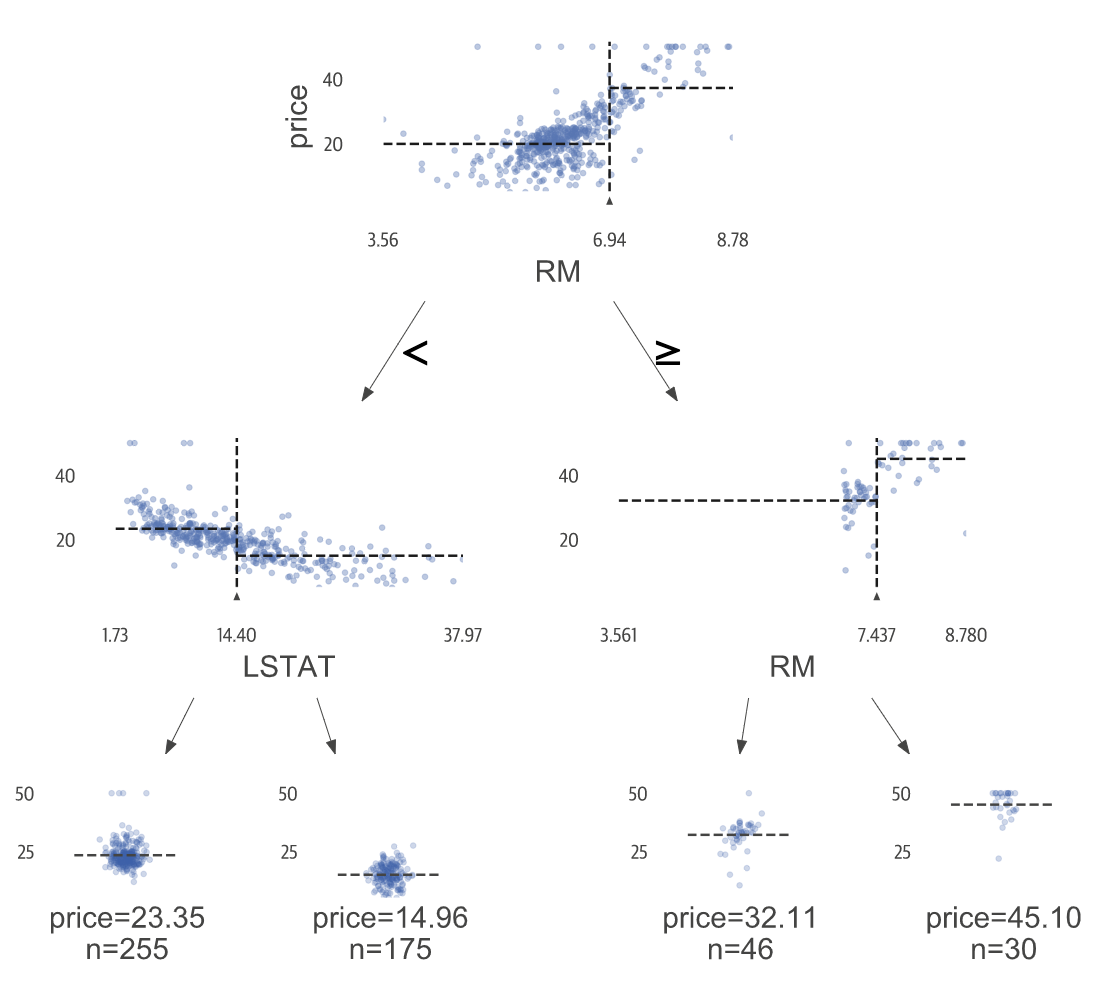 price
40
20
3.56 6.94 8.78
RM
< ≥
40
20
1.73 14.40 37.97
LSTAT
40
20
3.561 7.437 8.780
RM
50
25
price=23.35
n=255
50
25
price=14.96
n=175
50
25
price=32.11
n=46
50
25
price=45.10
n=30